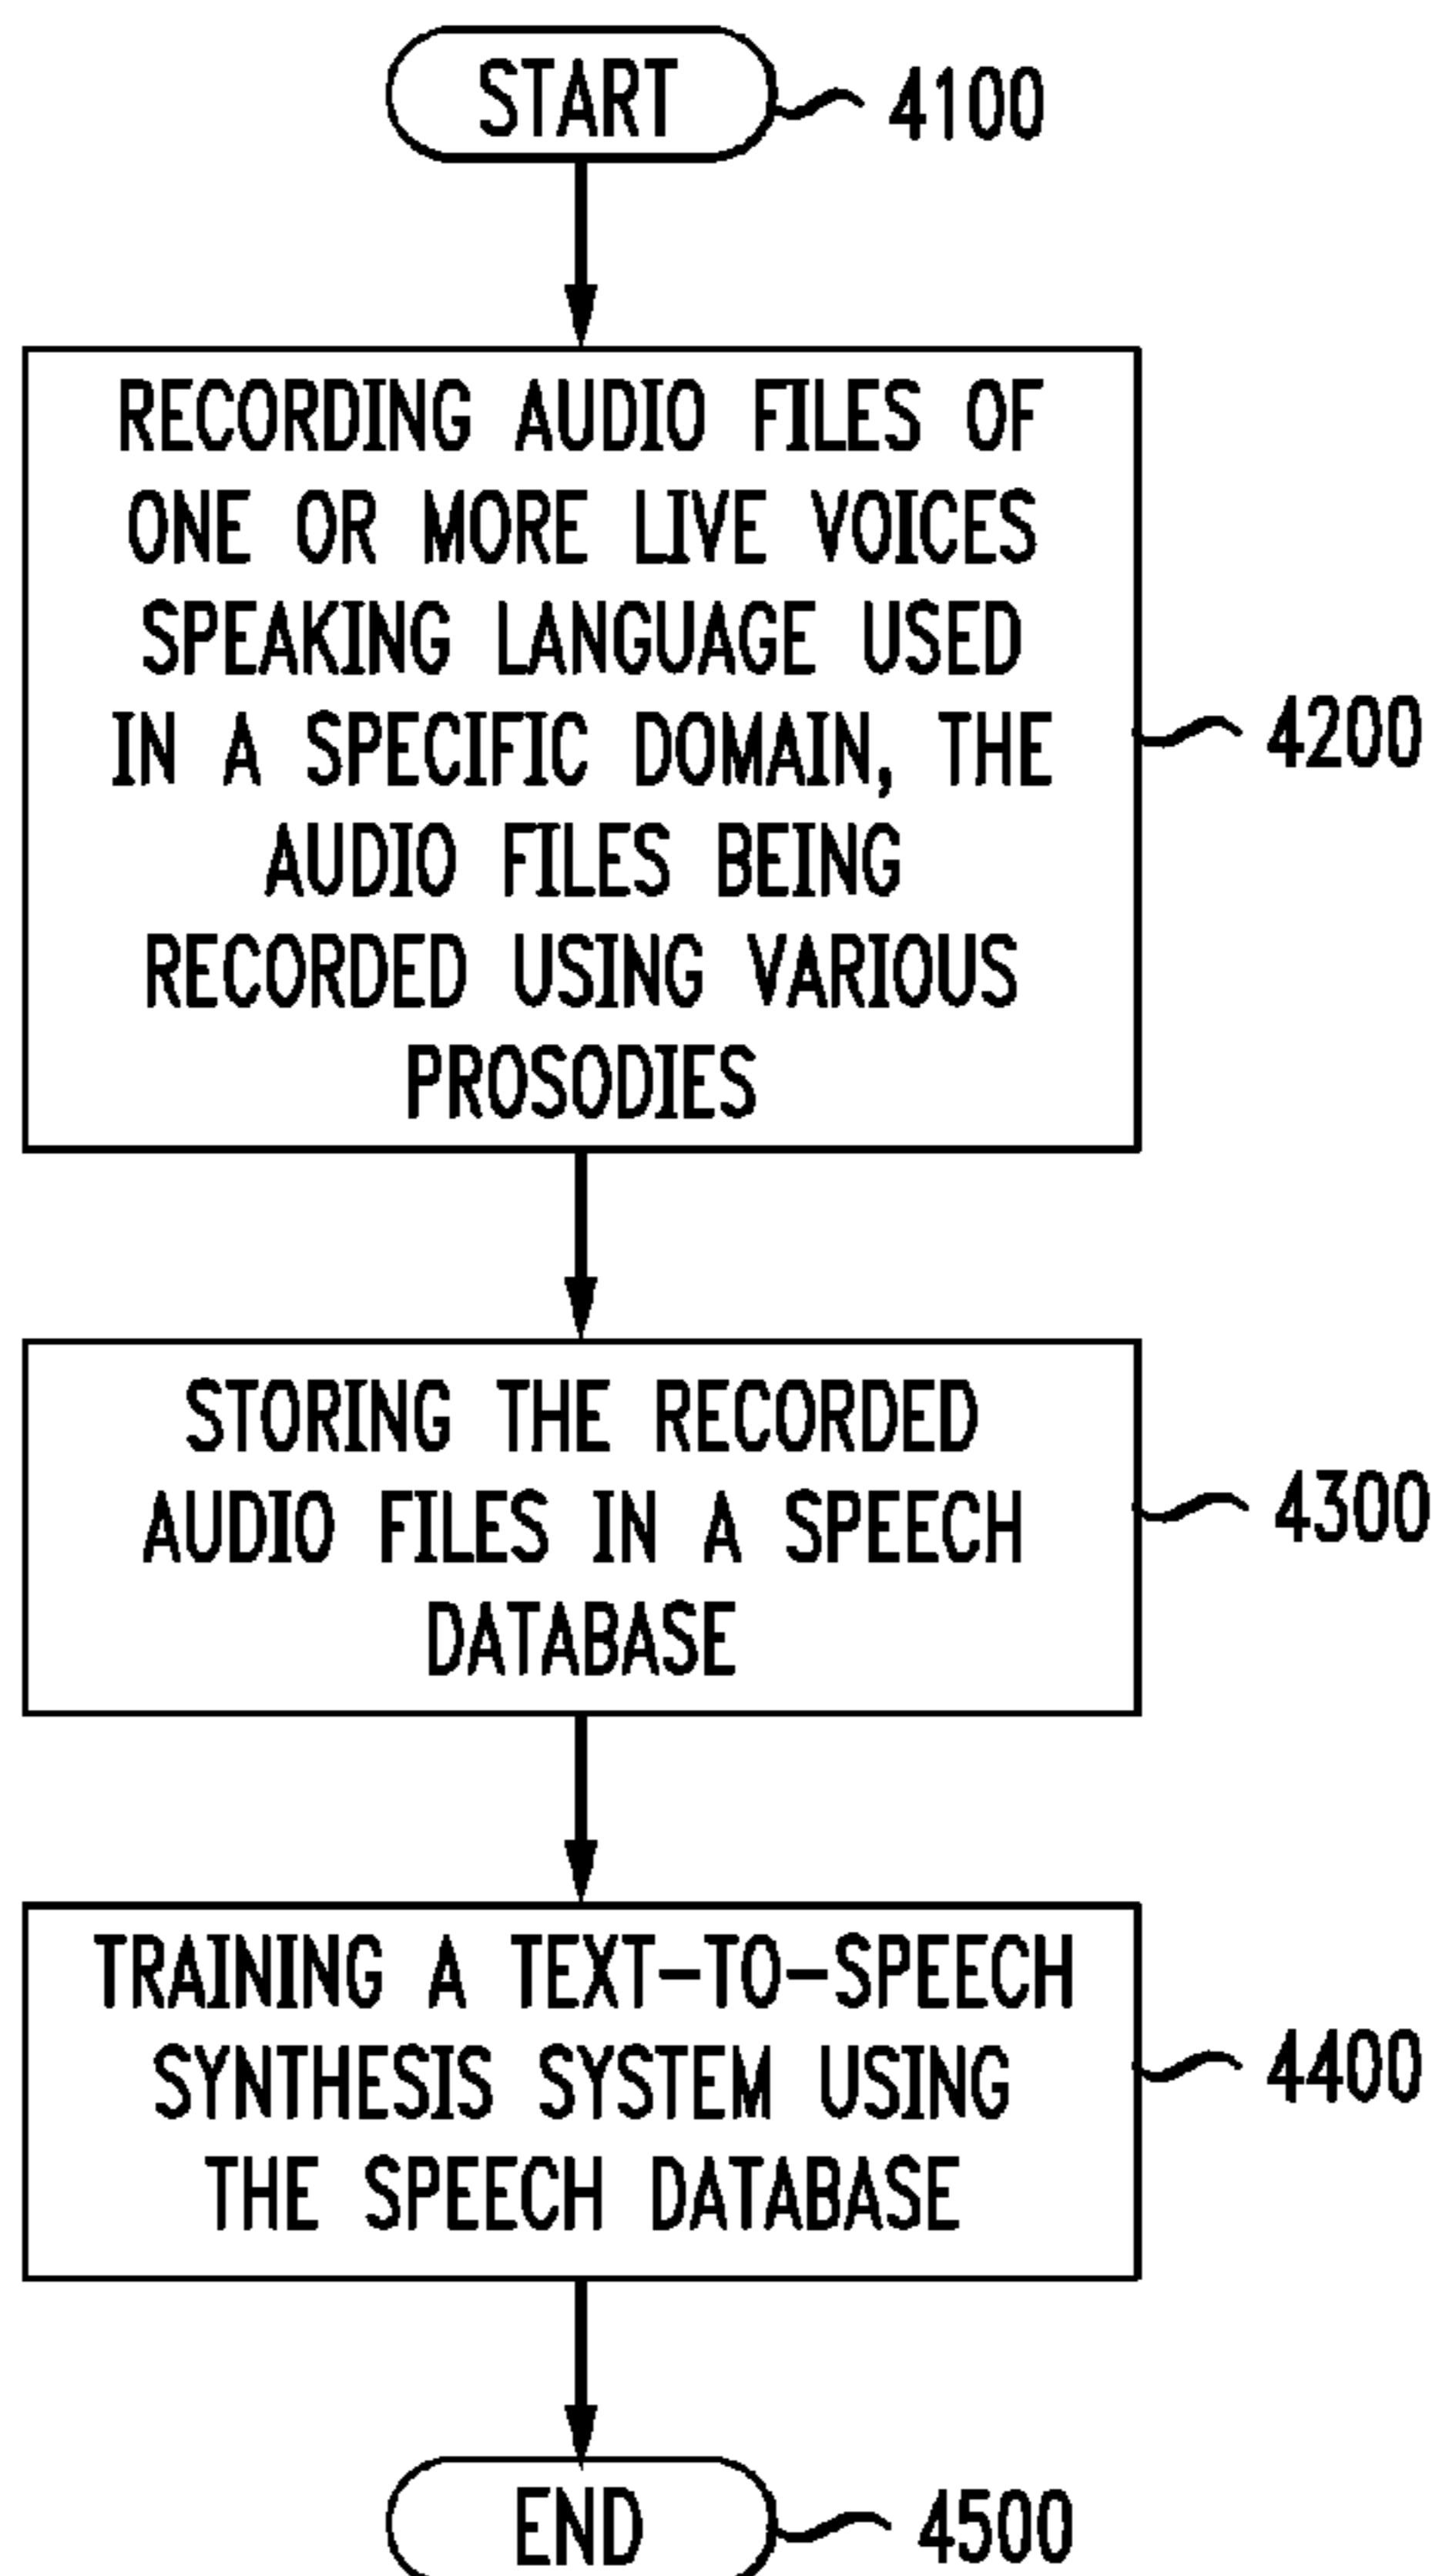 START
4100
RECORDING AUDIO FILES OF
ONE OR MORE LIVE VOICES
SPEAKING LANGUAGE USED
IN A SPECIFIC DOMAIN, THE
AUDIO FILES BEING
RECORDED USING VARIOUS
PROSODIES
4200
STORING THE RECORDED
AUDIO FILES IN A SPEECH
DATABASE
4300
TRAINING A TEXT-TO-SPEECH
SYNTHESIS SYSTEM USING
THE SPEECH DATABASE
4400
END
4500